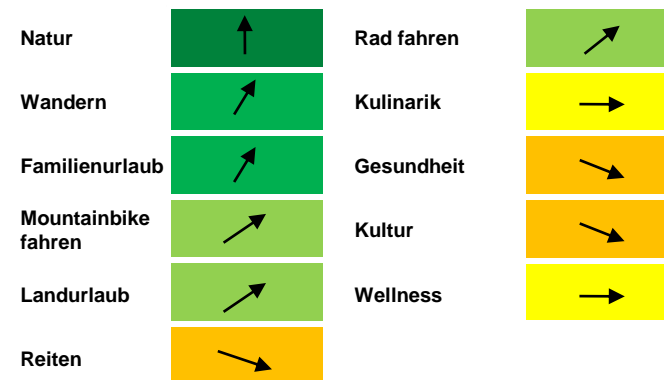 Natur
Wandern
Familienurlaub
Mountainbike
fahren
Landurlaub
Reiten
Rad fahren
Kulinarik
Gesundheit
Kultur
Wellness